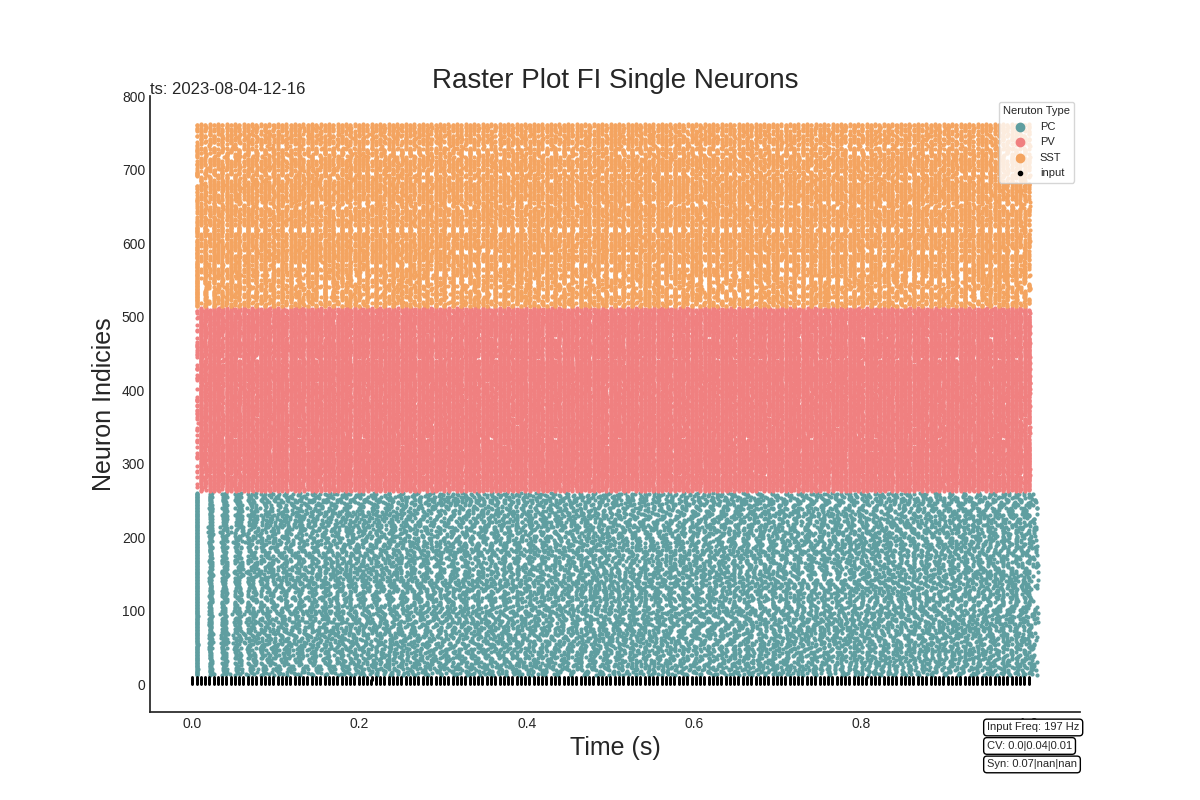 Raster Plot FI Single Neurons
ts: 2023-08-04-12-16
Neruton Type
PC
PV
SST
input
Neuron Indicies
800
700
600
500
400
300
200
100
0
0.0 0.2 0.4 0.6 0.8
Time (s)
Input Freq: 197 Hz
CV: 0.0|0.04|0.01
Syn: 0.07|nan|nan